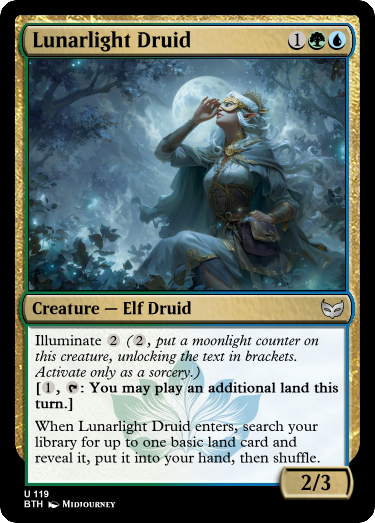 Lunarlight Druid 1
Creature — Elf Druid
Illuminate 2 (2, put a moonlight counter on
this creature, unlocking the text in brackets.
Activate only as a sorcery.)
[1, : You may play an additional land this
turn.]
When Lunarlight Druid enters, search your
library for up to one basic land card and
reveal it, put it into your hand, then shuffle.
2/3
U 119
BTH Midjourney